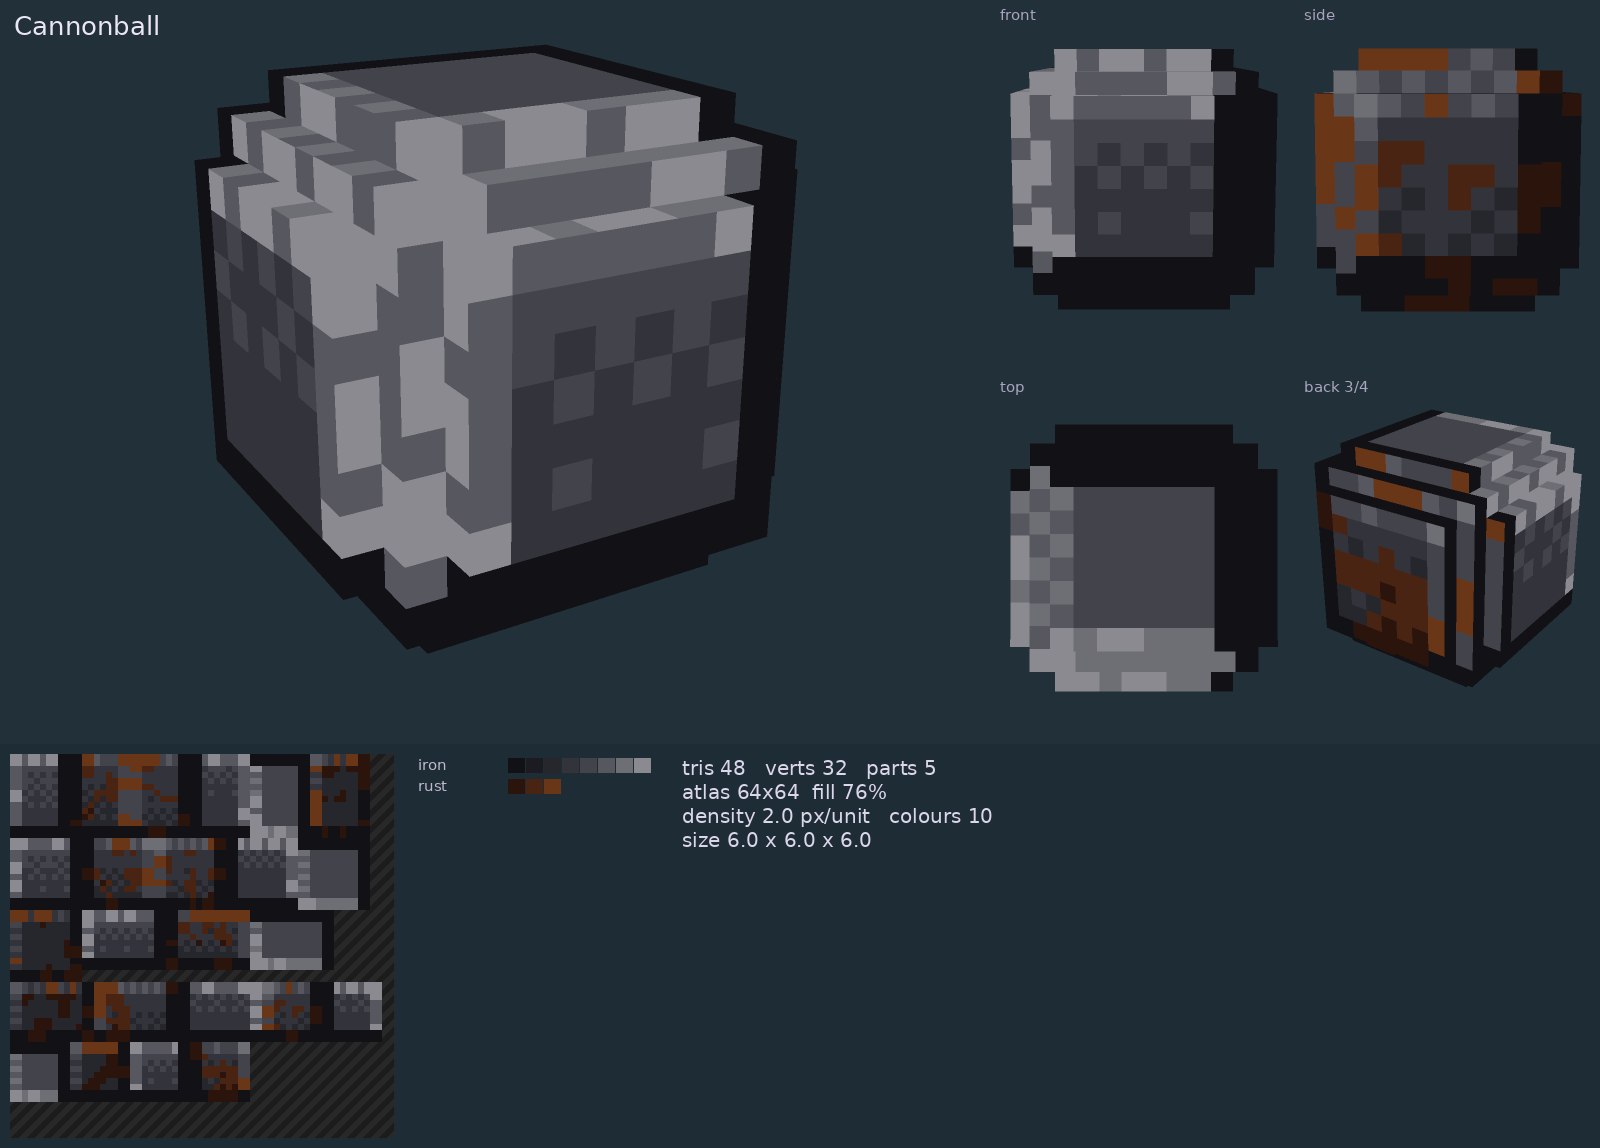 Cannonball
front
side
top
back 3/4
iron
rust
tris 48 verts 32 parts 5
atlas 64x64 fill 76%
density 2.0 px/unit colours 10
size 6.0 x 6.0 x 6.0